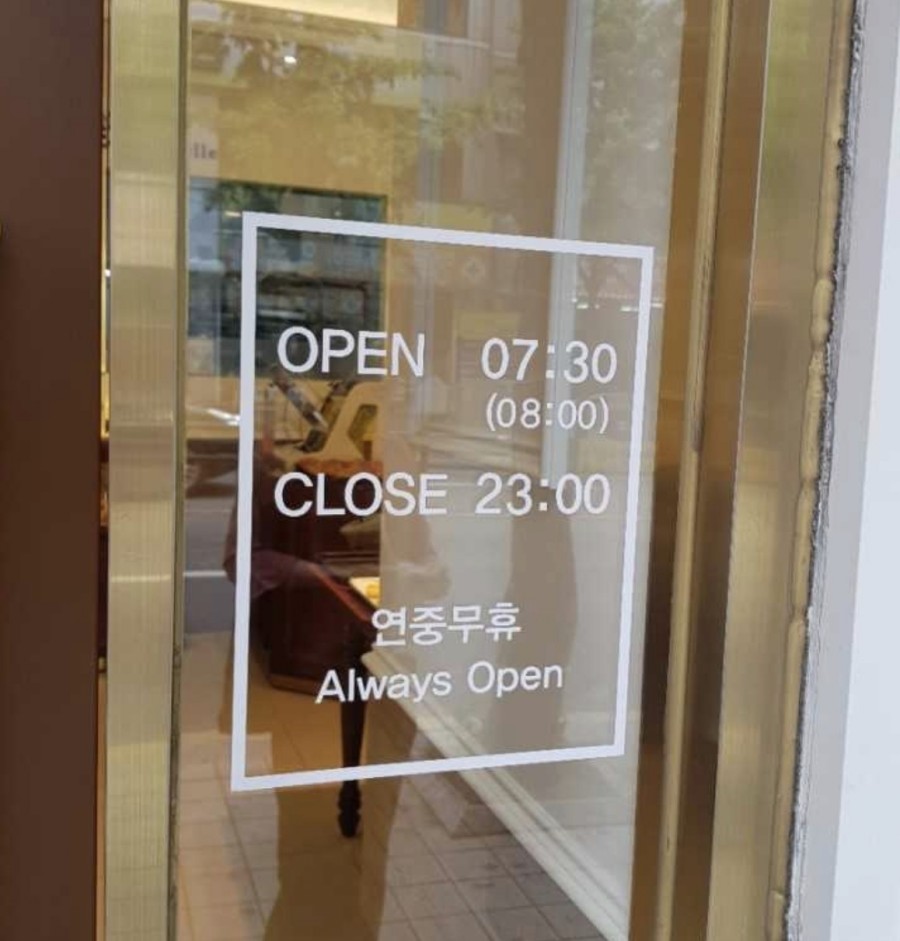 OPEN 07:30
(08:00)
CLOSE 23:00
연중무휴
Always Open